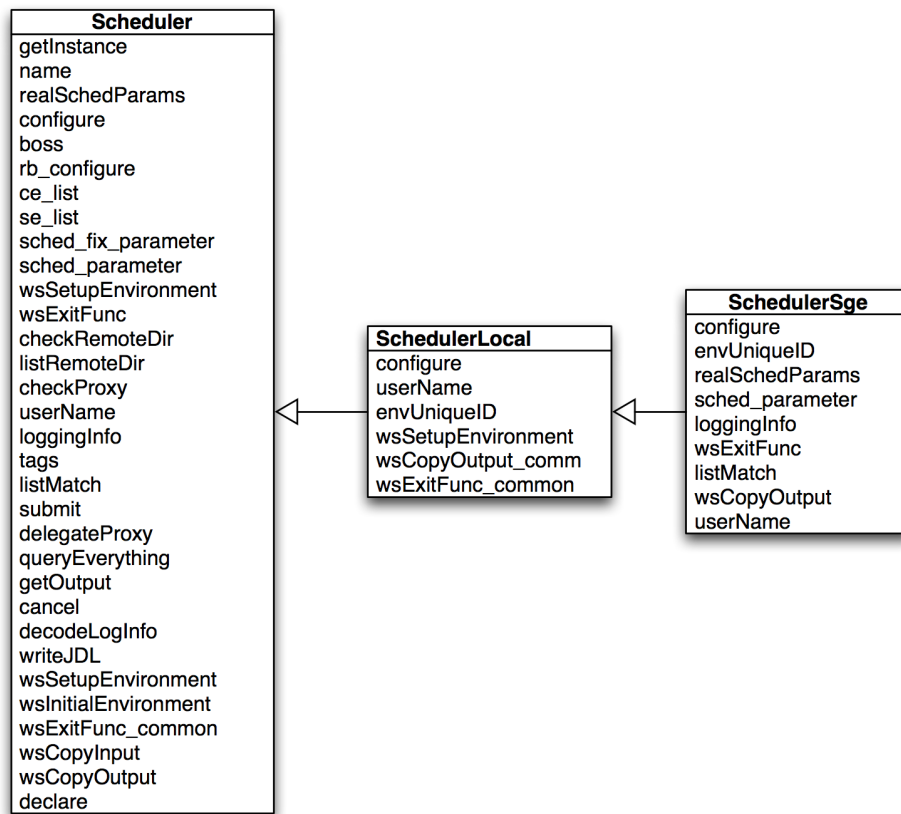 Scheduler
getInstance
name
realSchedParams
configure
boss
rb_configure
ce_list
se_list
sched_fix_parameter
sched_parameter
wsSetupEnvironment
wsExitFunc
checkRemoteDir
listRemoteDir
checkProxy
userName
loggingInfo
tags
listMatch
submit
delegateProxy
queryEverything
getOutput
cancel
decodeLogInfo
writeJDL
wsSetupEnvironment
wsInitialEnvironment
wsExitFunc_common
wsCopyInput
wsCopyOutput
declare
SchedulerLocal
configure
userName
envUniqueID
wsSetupEnvironment
wsCopyOutput_comm
wsExitFunc_common
SchedulerSge
configure
envUniqueID
realSchedParams
sched_parameter
loggingInfo
wsExitFunc
listMatch
wsCopyOutput
userName